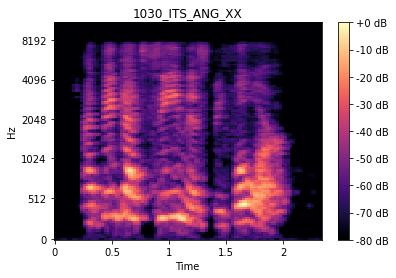 1030_ITS_ANG_XX
+0 dB
8192
-10 dB
4096
-20 dB
-30 dB
2048
Hz
-40 dB
1024
-50 dB
512
-60 dB
-70 dB
0
-80 dB
0 0.5 1 1.5 2
Time